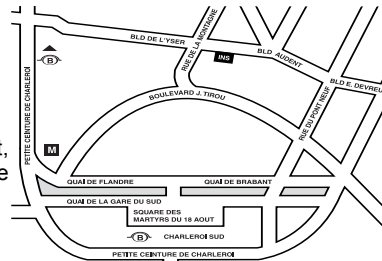 BLD DE L'YSER
RUE DE LA MONTAGNE
INS
BLD AUDENT
BLD E. DEVREU
B
PETITE CEINTURE DE CHARLEROI
BOULEVARD J. TIROU
RUE DU PONT NEUF
t,
M
e
QUAI DE FLANDRE
QUAI DE BRABANT
QUAI DE LA GARE DU SUD
SQUARE DES
MARTYRS DU 18 AOUT
B
CHARLEROI SUD
PETITE CEINTURE DE CHARLEROI